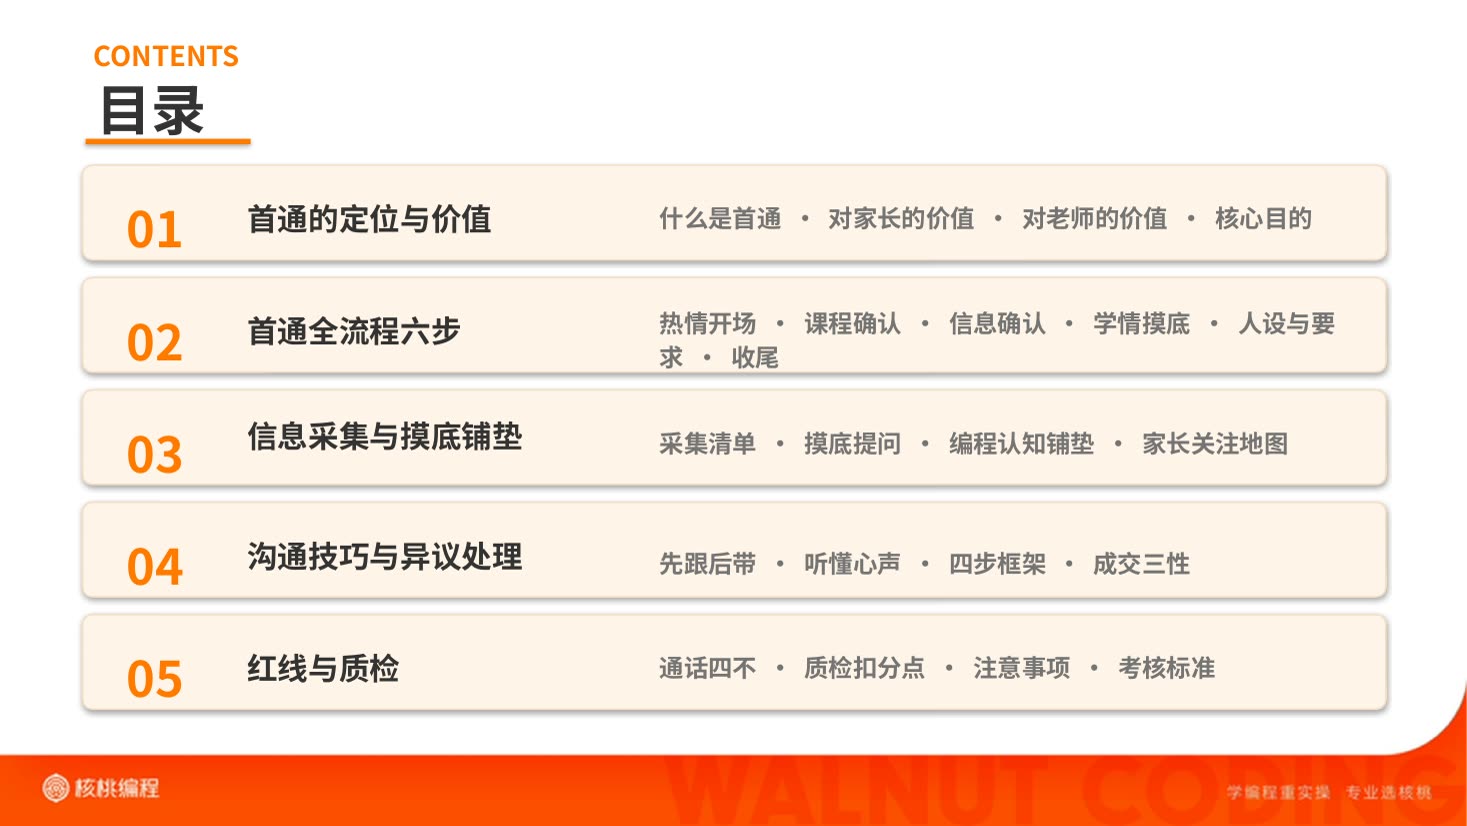 CONTENTS
目录
01 首通的定位与价值 什么是首通 • 对家长的价值 • 对老师的价值 • 核心目的
02 首通全流程六步 热情开场 • 课程确认 • 信息确认 • 学情摸底 • 人设与要
求 • 收尾
03 信息采集与摸底铺垫 采集清单 • 摸底提问 • 编程认知铺垫 • 家长关注地图
04 沟通技巧与异议处理 先跟后带 • 听懂心声 • 四步框架 • 成交三性
05 红线与质检 通话四不 • 质检扣分点 • 注意事项 • 考核标准
WALNUT CODING
核桃编程
学编程重实操 专业选核桃